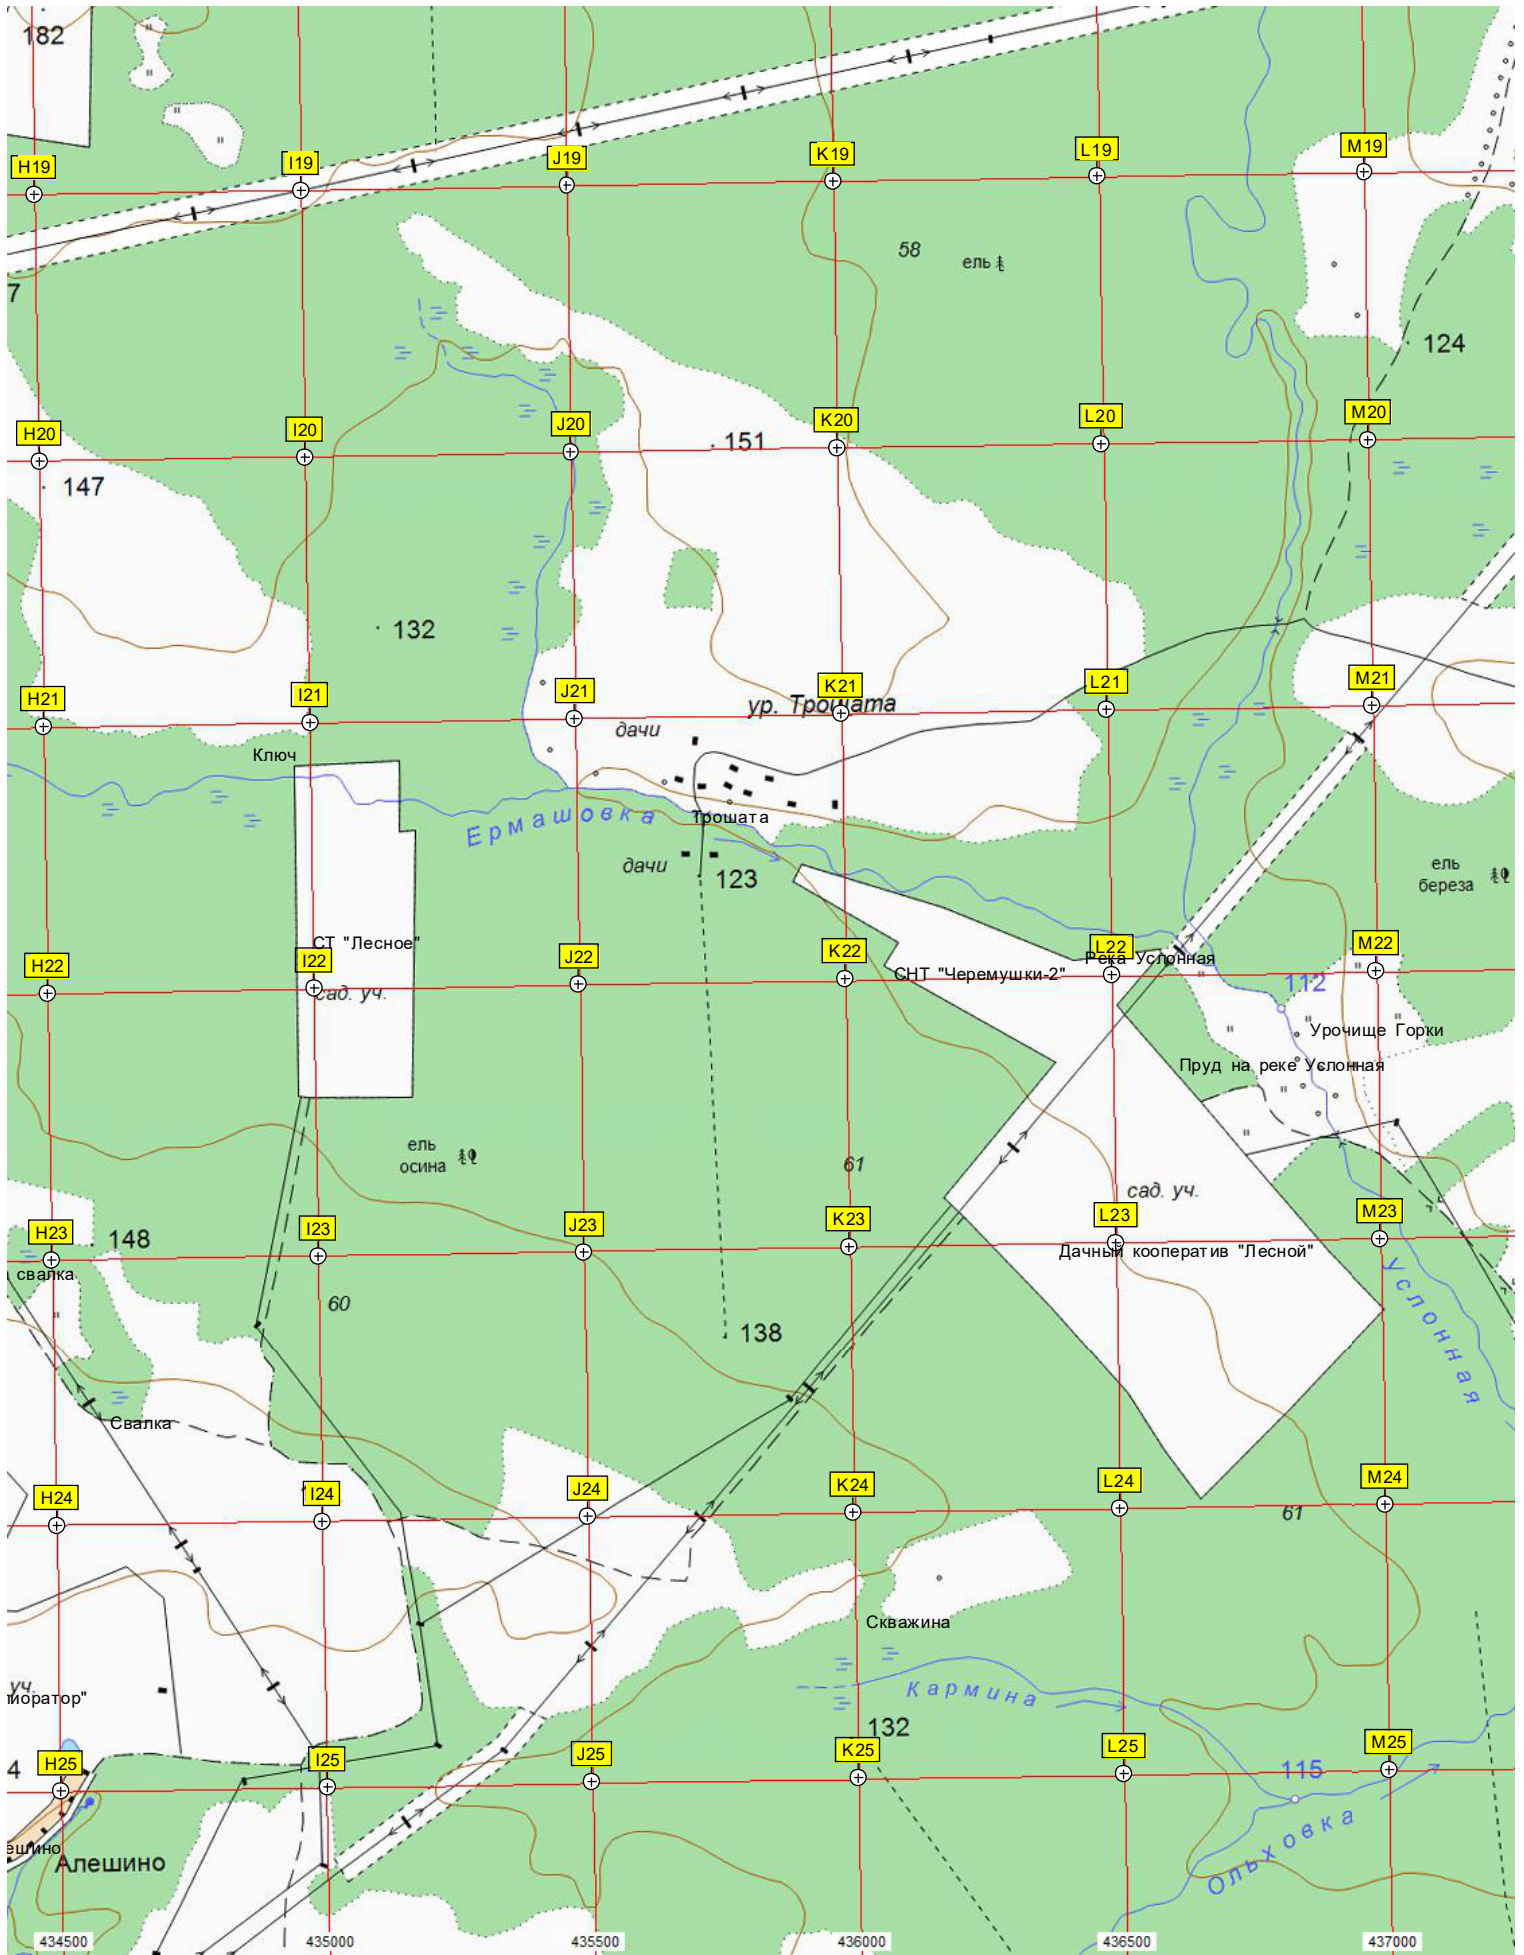 182
H19
I19
J19
K19
L19
M19
58
ель
7
124
H20
I20
J20
K20
L20
M20
151
147
132
H21
I21
J21
K21
L21
M21
ур. Трошата
дачи
Ключ
Ермашовка
Трошата
дачи
123
ель
береза
СТ "Лесное"
H22
I22
J22
K22
L22
M22
Река Услонная
СНТ "Черемушки-2"
сад. уч.
112
Урочище Горки
Пруд на реке Услонная
ель
осина
61
сад. уч.
H23
I23
J23
K23
L23
M23
148
Дачный кооператив "Лесной"
свалка
60
138
Услонная
Свалка
H24
I24
J24
K24
L24
M24
61
Скважина
уч.
лиоратор"
Кармина
132
H25
I25
J25
K25
L25
M25
4
115
Ольховка
ешино
Алешино
434500
435000
435500
436000
436500
437000